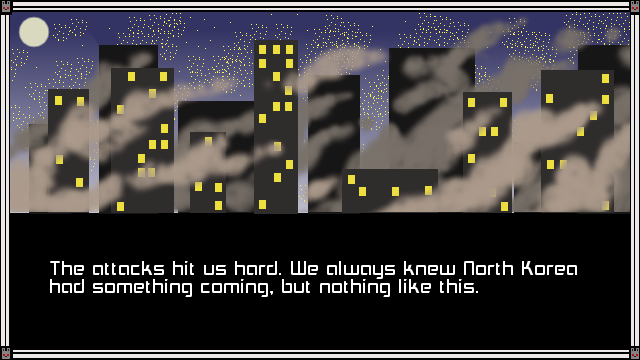 The attacks hit us hard. We always knew North Korea
had something coming, but nothing like this.